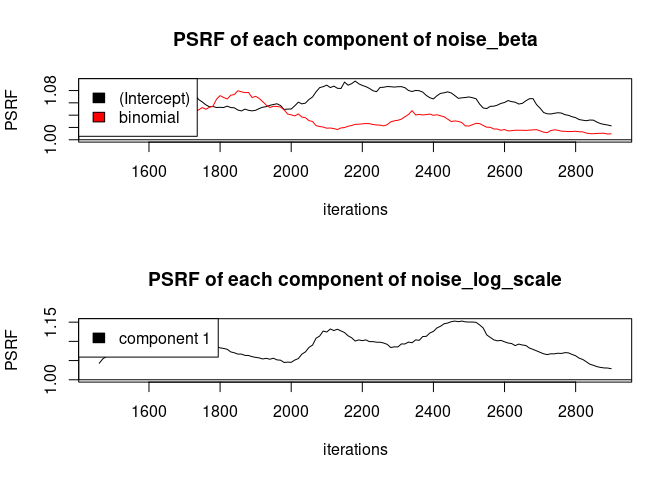 PSRF of each component of noise_beta
PSRF
1.08
1.00
(Intercept)
binomial
1600 1800 2000 2200 2400 2600 2800
iterations
PSRF of each component of noise_log_scale
PSRF
1.15
1.00
component 1
1600 1800 2000 2200 2400 2600 2800
iterations